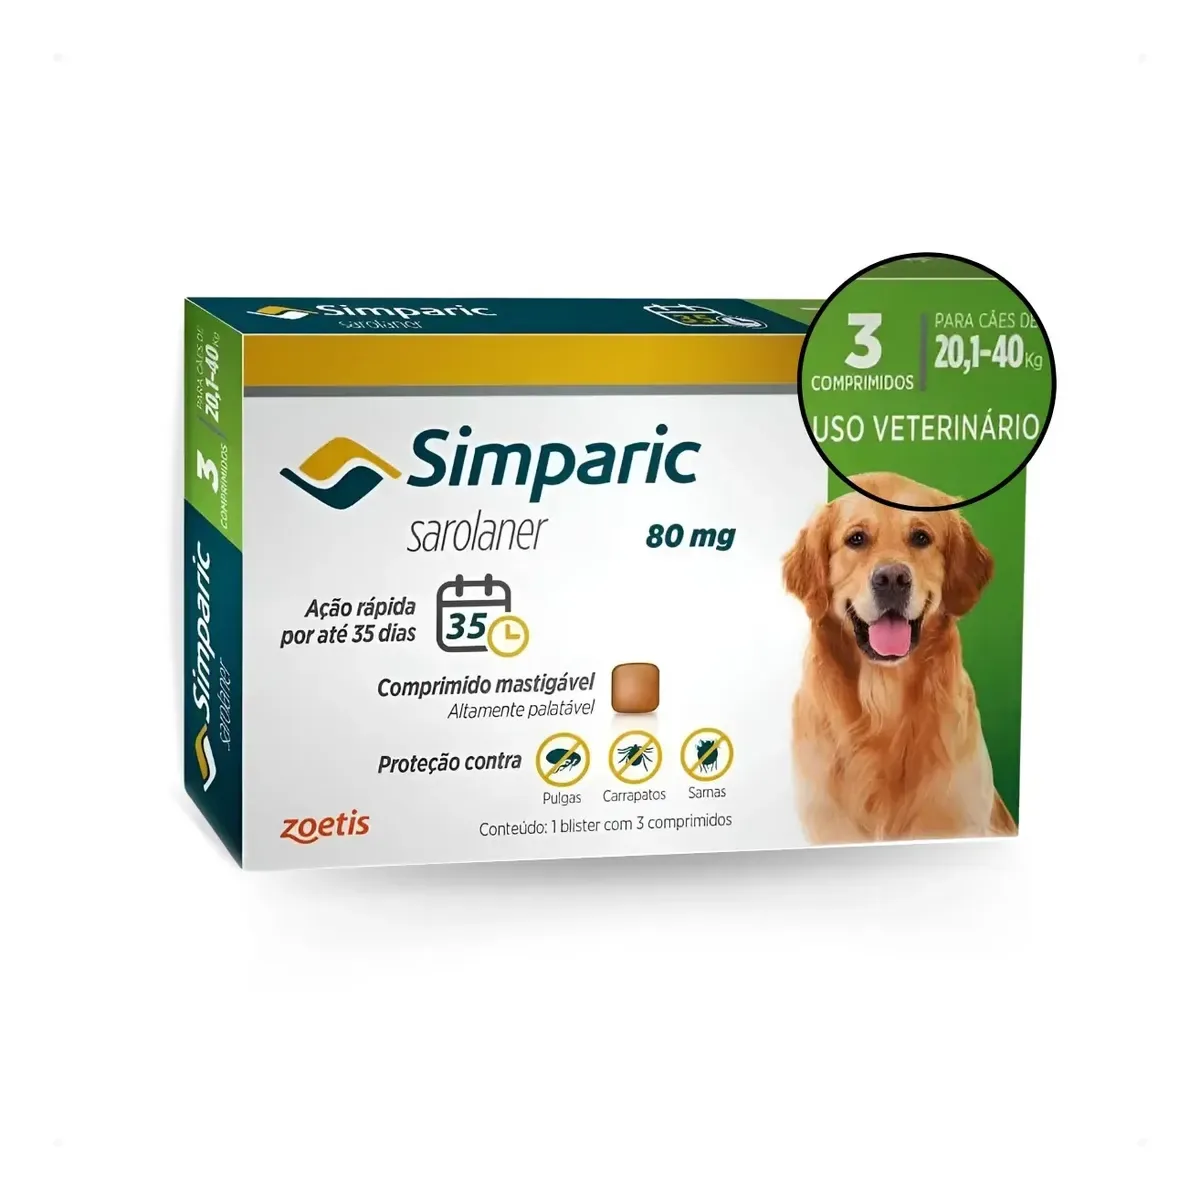 Simparic
sarolaner
35
3
COMPRIMIDOS
PARA CÃES DE
20,1-40 Kg
USO VETERINÁRIO
3
COMPRIMIDOS
PARA CÃES DE
20,1-40 Kg
Simparic
sarolaner
Simparic
sarolaner
80 mg
Ação rápida
por até 35 dias
35
Comprimido mastigável
Altamente palatável
Proteção contra
Pulgas
Carrapatos
Sarnas
zoetis
Conteúdo: 1 blister com 3 comprimidos